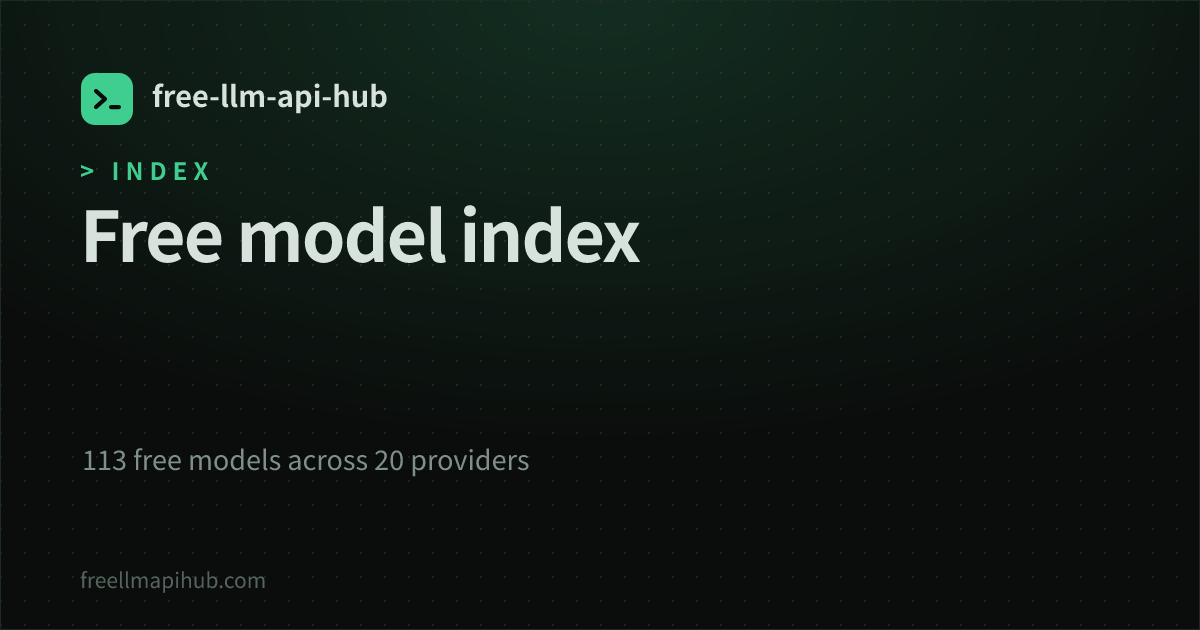 free-llm-api-hub
> INDEX
Free model index
113 free models across 20 providers
freellmapihub.com